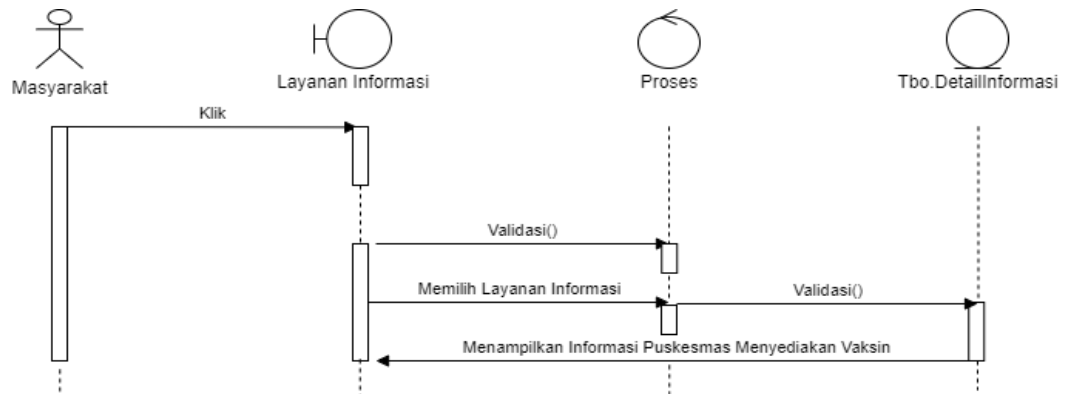 Masyarakat
Layanan Informasi
Proses
Tbo.DetailInformasi
Klik
Validasi()
Memilih Layanan Informasi
Validasi()
Menampilkan Informasi Puskesmas Menyediakan Vaksin